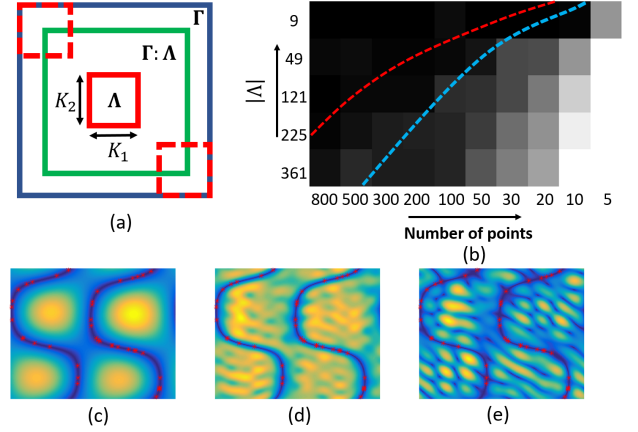 Γ
Γ: Λ
Λ
K₂
K₁
(a)
|Λ|
9
49
121
225
361
800 500 300 200 100 50 30 20 10 5
Number of points
(b)
(c) (d) (e)